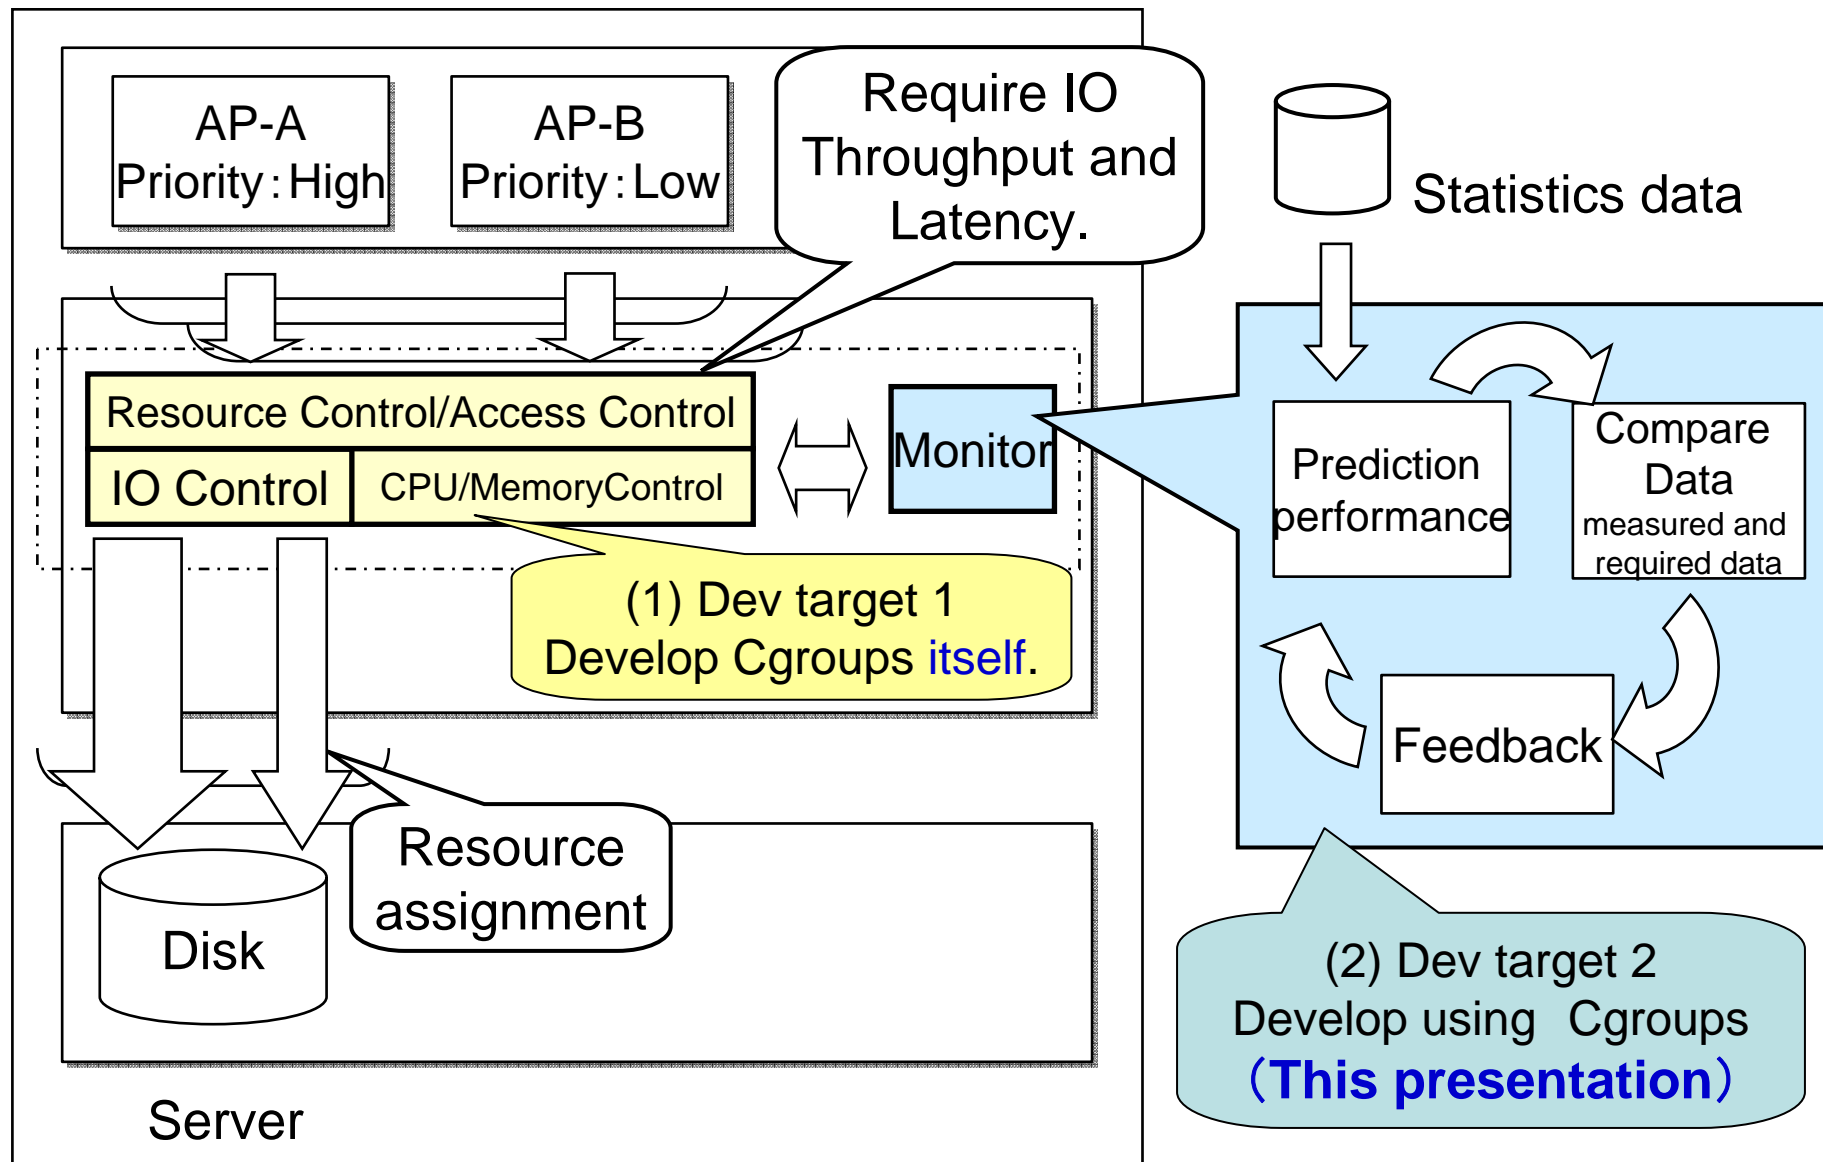 AP-A
Priority：High
AP-B
Priority：Low
Require IO
Throughput and
Latency.
Statistics data
Resource Control/Access Control
IO Control
CPU/MemoryControl
Monitor
Prediction
performance
Compare
Data
measured and
required data
Feedback
(1) Dev target 1
Develop Cgroups itself.
Resource
assignment
Disk
(2) Dev target 2
Develop using Cgroups
（This presentation）
Server